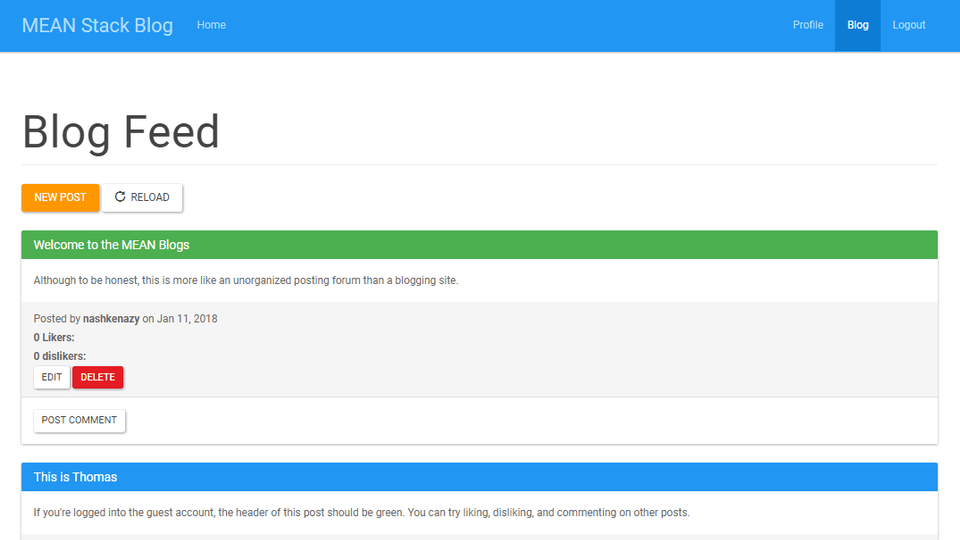 MEAN Stack Blog Home Profile Blog Logout
Blog Feed
NEW POST RELOAD
Welcome to the MEAN Blogs
Although to be honest, this is more like an unorganized posting forum than a blogging site.
Posted by nashkenazy on Jan 11, 2018
0 Likers:
0 dislikers:
EDIT DELETE
POST COMMENT
This is Thomas
If you're logged into the guest account, the header of this post should be green. You can try liking, disliking, and commenting on other posts.